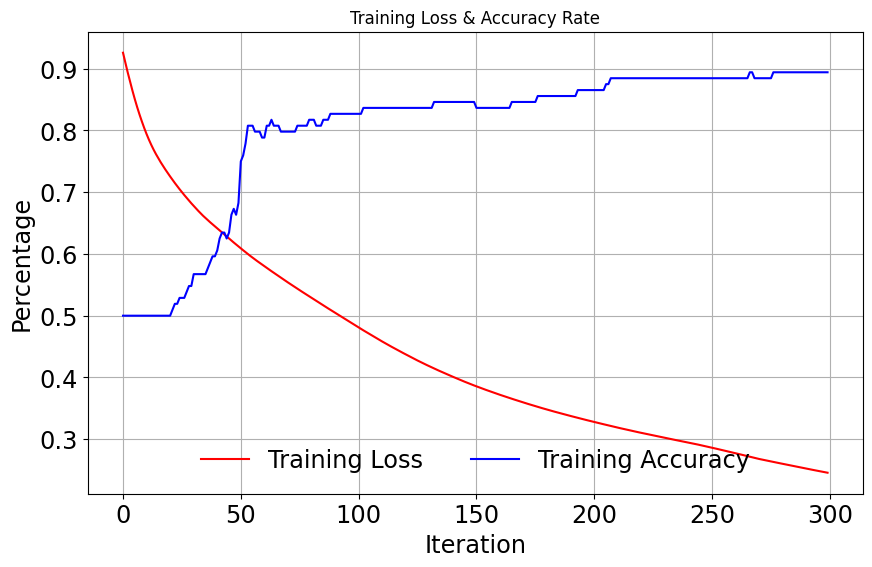 Training Loss & Accuracy Rate
0.9
0.8
0.7
0.6
0.5
0.4
0.3
Percentage
Training Loss
Training Accuracy
0 50 100 150 200 250 300
Iteration